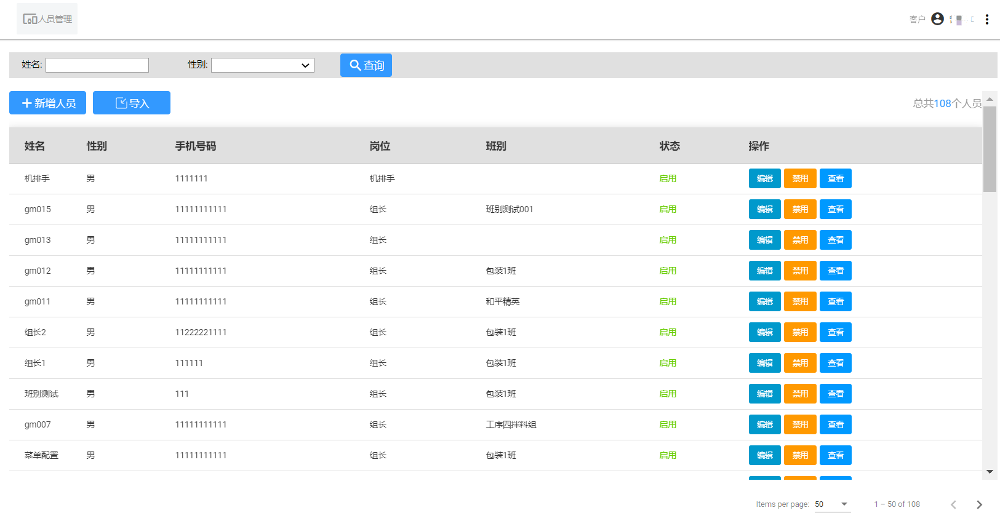 人员管理
客户
姓名: 性别: 查询
新增人员 导入 总共108个人员
姓名 性别 手机号码 岗位 班别 状态 操作
机排手 男 1111111 机排手 启用 编辑 禁用 查看
gm015 男 11111111111 组长 班别测试001 启用 编辑 禁用 查看
gm013 男 11111111111 组长 启用 编辑 禁用 查看
gm012 男 11111111111 组长 包装1班 启用 编辑 禁用 查看
gm011 男 11111111111 组长 和平精英 启用 编辑 禁用 查看
组长2 男 11222221111 组长 包装1班 启用 编辑 禁用 查看
组长1 男 111111 组长 包装1班 启用 编辑 禁用 查看
班别测试 男 111 组长 包装1班 启用 编辑 禁用 查看
gm007 男 11111111111 组长 工序四拌料组 启用 编辑 禁用 查看
菜单配置 男 11111111111 组长 包装1班 启用 编辑 禁用 查看
Items per page: 50 1 – 50 of 108